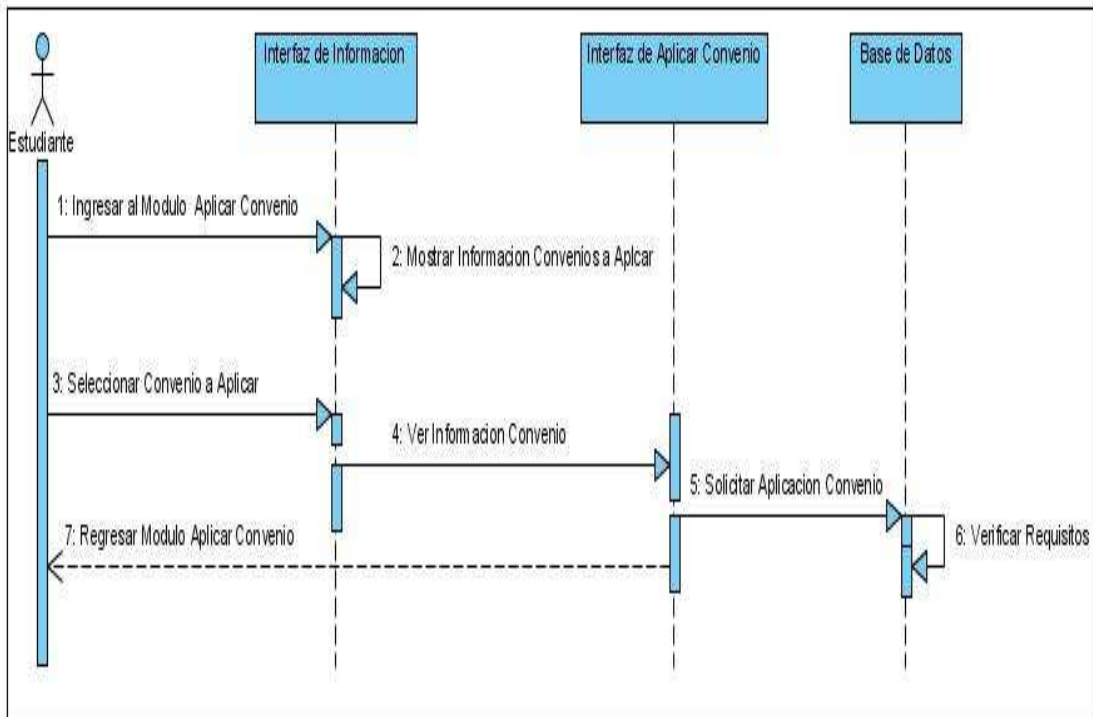 Interfaz de Informacion
Interfaz de Aplicar Convenio
Base de Datos
Estudiante
1: Ingresar al Modulo Aplicar Convenio
2: Mostrar Informacion Convenios a Aplcar
3: Seleccionar Convenio a Aplicar
4: Ver Informacion Convenio
5: Solicitar Aplicacion Convenio
6: Verificar Requisitos
7: Regresar Modulo Aplicar Convenio